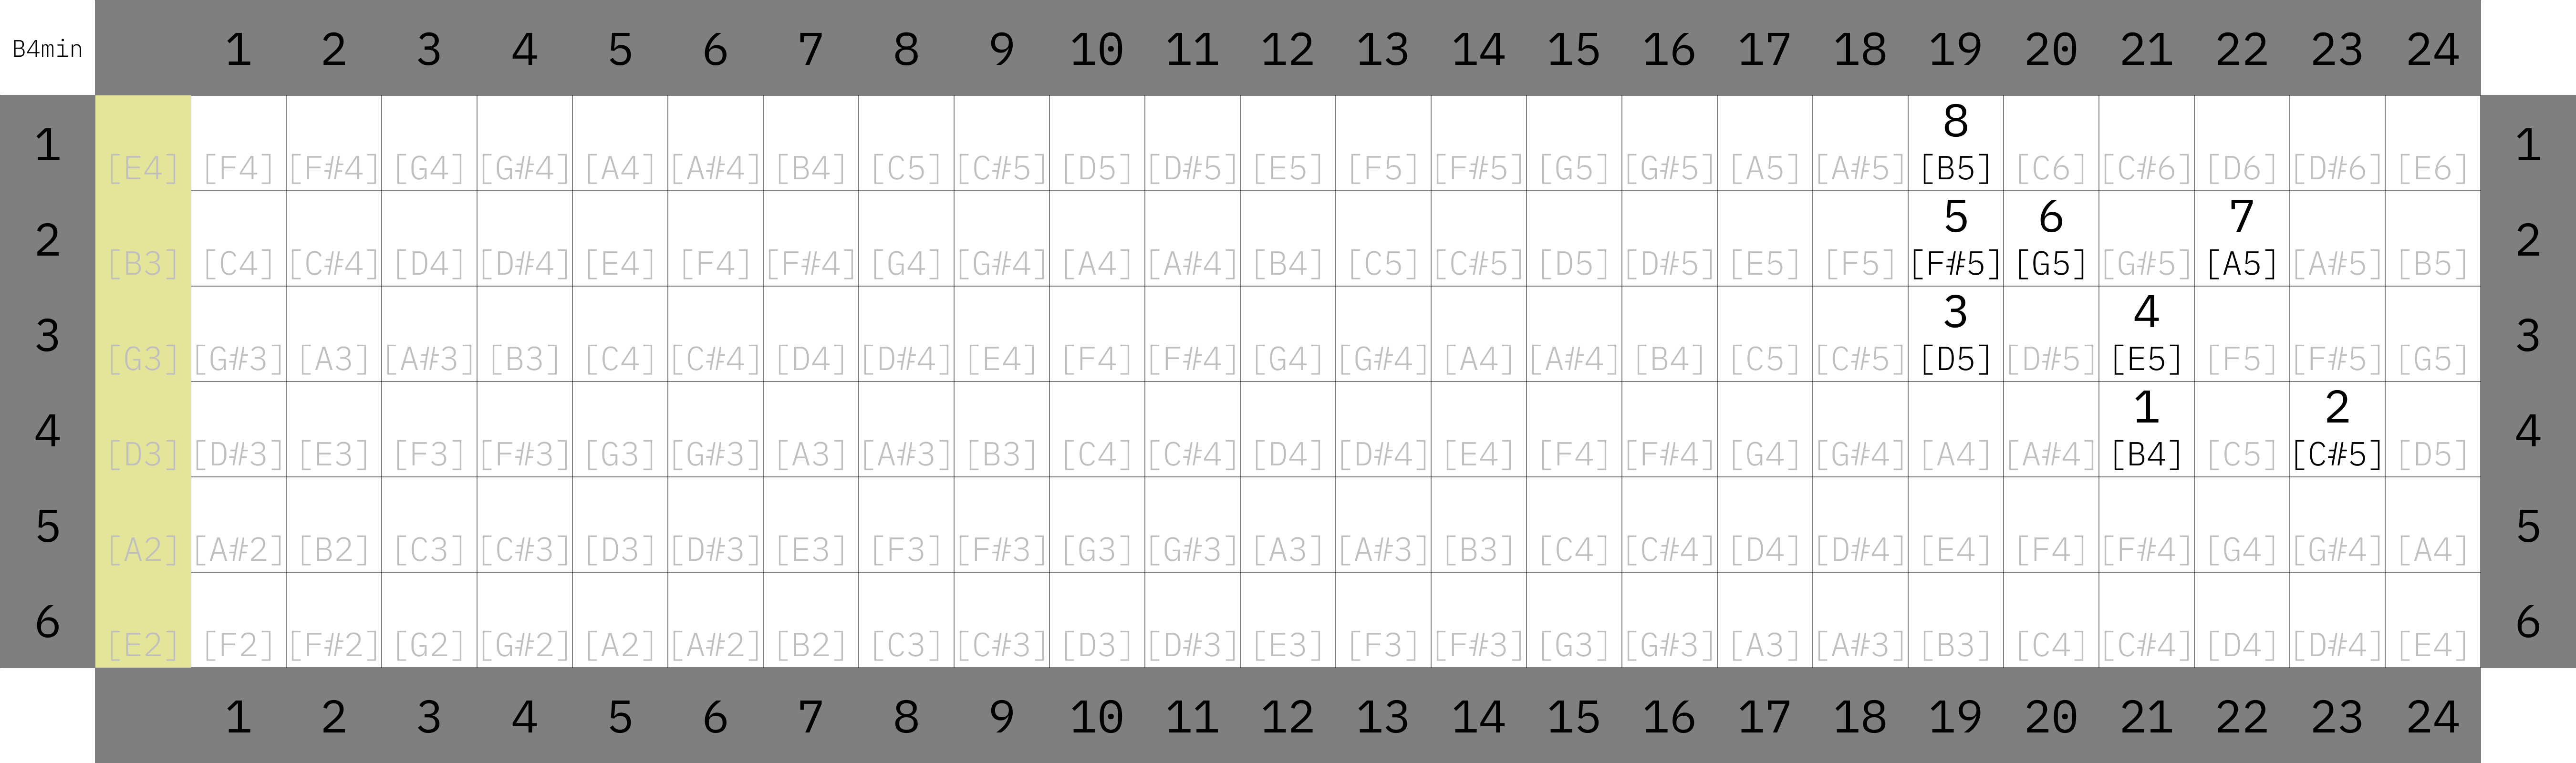 B4min 1 2 3 4 5 6 7 8 9 10 11 12 13 14 15 16 17 18 19 20 21 22 23 24
8
1 [E4] [F4] [F#4] [G4] [G#4] [A4] [A#4] [B4] [C5] [C#5] [D5] [D#5] [E5] [F5] [F#5] [G5] [G#5] [A5] [A#5] [B5] [C6] [C#6] [D6] [D#6] [E6] 1
5 6 7
2 [B3] [C4] [C#4] [D4] [D#4] [E4] [F4] [F#4] [G4] [G#4] [A4] [A#4] [B4] [C5] [C#5] [D5] [D#5] [E5] [F5] [F#5] [G5] [G#5] [A5] [A#5] [B5] 2
3 4
3 [G3] [G#3] [A3] [A#3] [B3] [C4] [C#4] [D4] [D#4] [E4] [F4] [F#4] [G4] [G#4] [A4] [A#4] [B4] [C5] [C#5] [D5] [D#5] [E5] [F5] [F#5] [G5] 3
1 2
4 [D3] [D#3] [E3] [F3] [F#3] [G3] [G#3] [A3] [A#3] [B3] [C4] [C#4] [D4] [D#4] [E4] [F4] [F#4] [G4] [G#4] [A4] [A#4] [B4] [C5] [C#5] [D5] 4
5 [A2] [A#2] [B2] [C3] [C#3] [D3] [D#3] [E3] [F3] [F#3] [G3] [G#3] [A3] [A#3] [B3] [C4] [C#4] [D4] [D#4] [E4] [F4] [F#4] [G4] [G#4] [A4] 5
6 [E2] [F2] [F#2] [G2] [G#2] [A2] [A#2] [B2] [C3] [C#3] [D3] [D#3] [E3] [F3] [F#3] [G3] [G#3] [A3] [A#3] [B3] [C4] [C#4] [D4] [D#4] [E4] 6
1 2 3 4 5 6 7 8 9 10 11 12 13 14 15 16 17 18 19 20 21 22 23 24